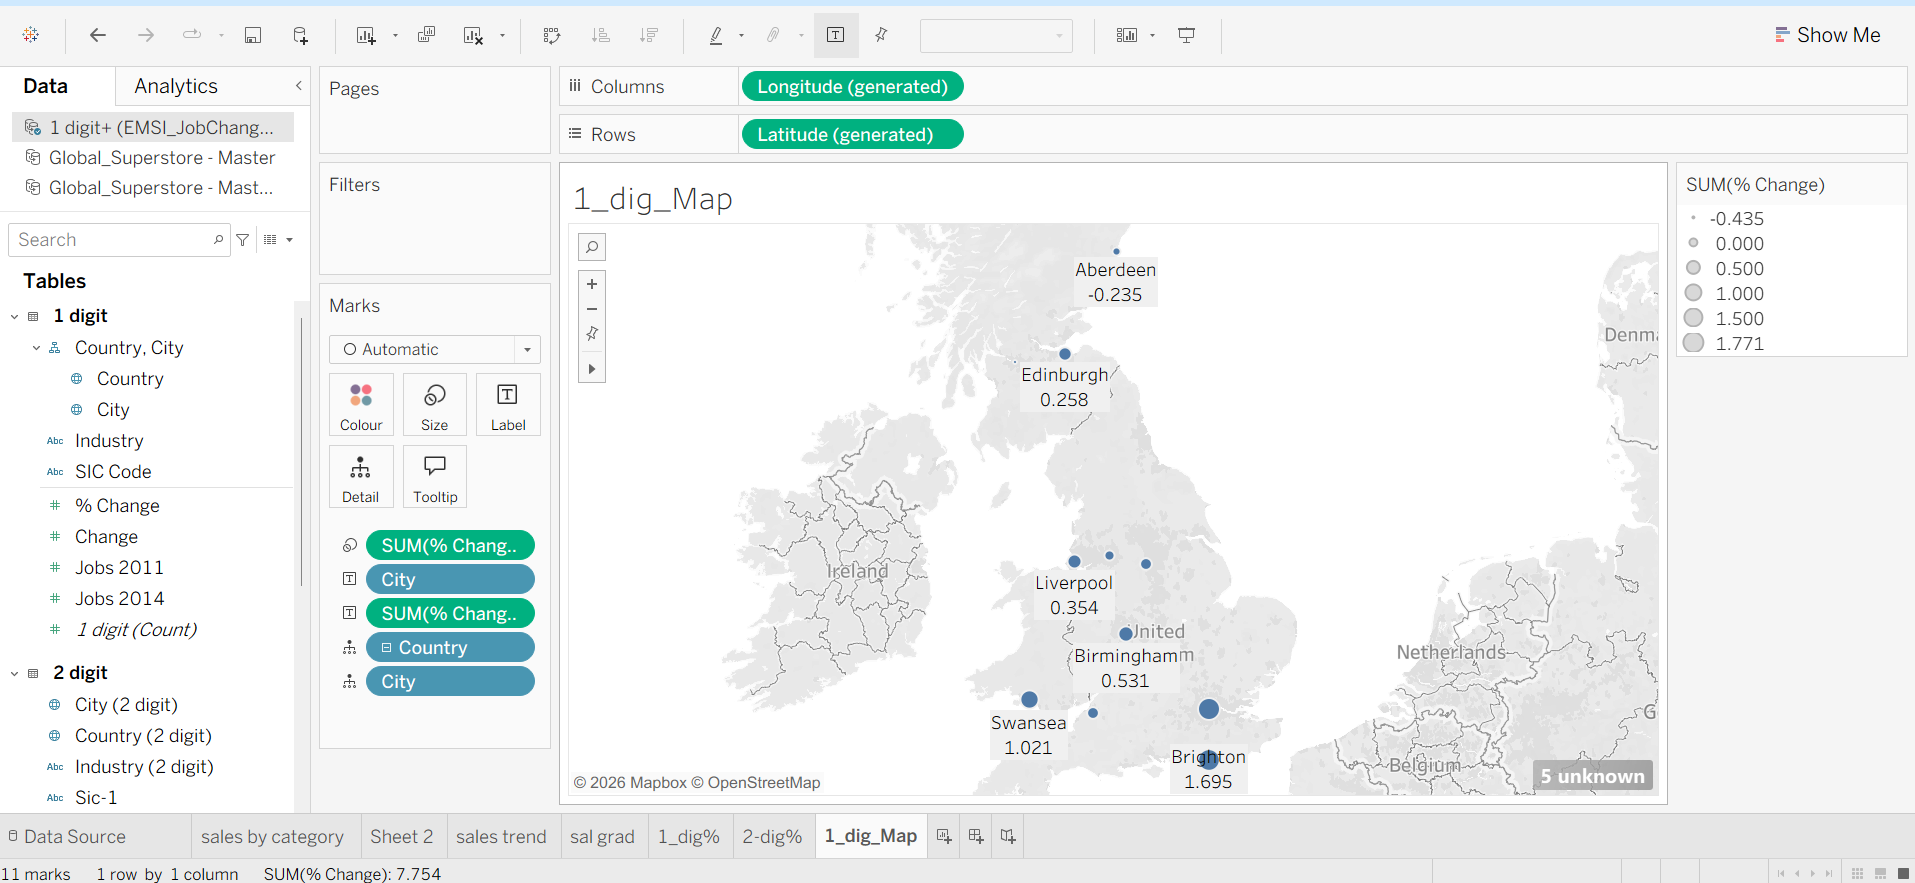 Show Me
Data
Analytics
1 digit+ (EMSI_JobChang...
Global_Superstore - Master
Global_Superstore - Mast...
Search
Tables
1 digit
Country, City
Country
City
Abc Industry
Abc SIC Code
# % Change
# Change
# Jobs 2011
# Jobs 2014
# 1 digit (Count)
2 digit
City (2 digit)
Country (2 digit)
Abc Industry (2 digit)
Abc Sic-1
Pages
Filters
Marks
Automatic
Colour
Size
Label
Detail
Tooltip
SUM(% Chang..
City
SUM(% Chang..
Country
City
Columns
Longitude (generated)
Rows
Latitude (generated)
1_dig_Map
Aberdeen
-0.235
Edinburgh
0.258
Denma
Ireland
Liverpool
0.354
United
Birmingham
0.531
Netherlands
Swansea
1.021
Brighton
1.695
Belgium
G
5 unknown
© 2026 Mapbox © OpenStreetMap
SUM(% Change)
-0.435
0.000
0.500
1.000
1.500
1.771
Data Source
sales by category
Sheet 2
sales trend
sal grad
1_dig%
2-dig%
1_dig_Map
11 marks
1 row by 1 column
SUM(% Change): 7.754